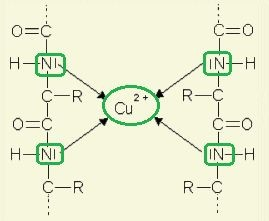 O=C C=O
H-N N-H
C-R R-C
Cu2+
O=C C=O
H-N N-H
C-R R-C